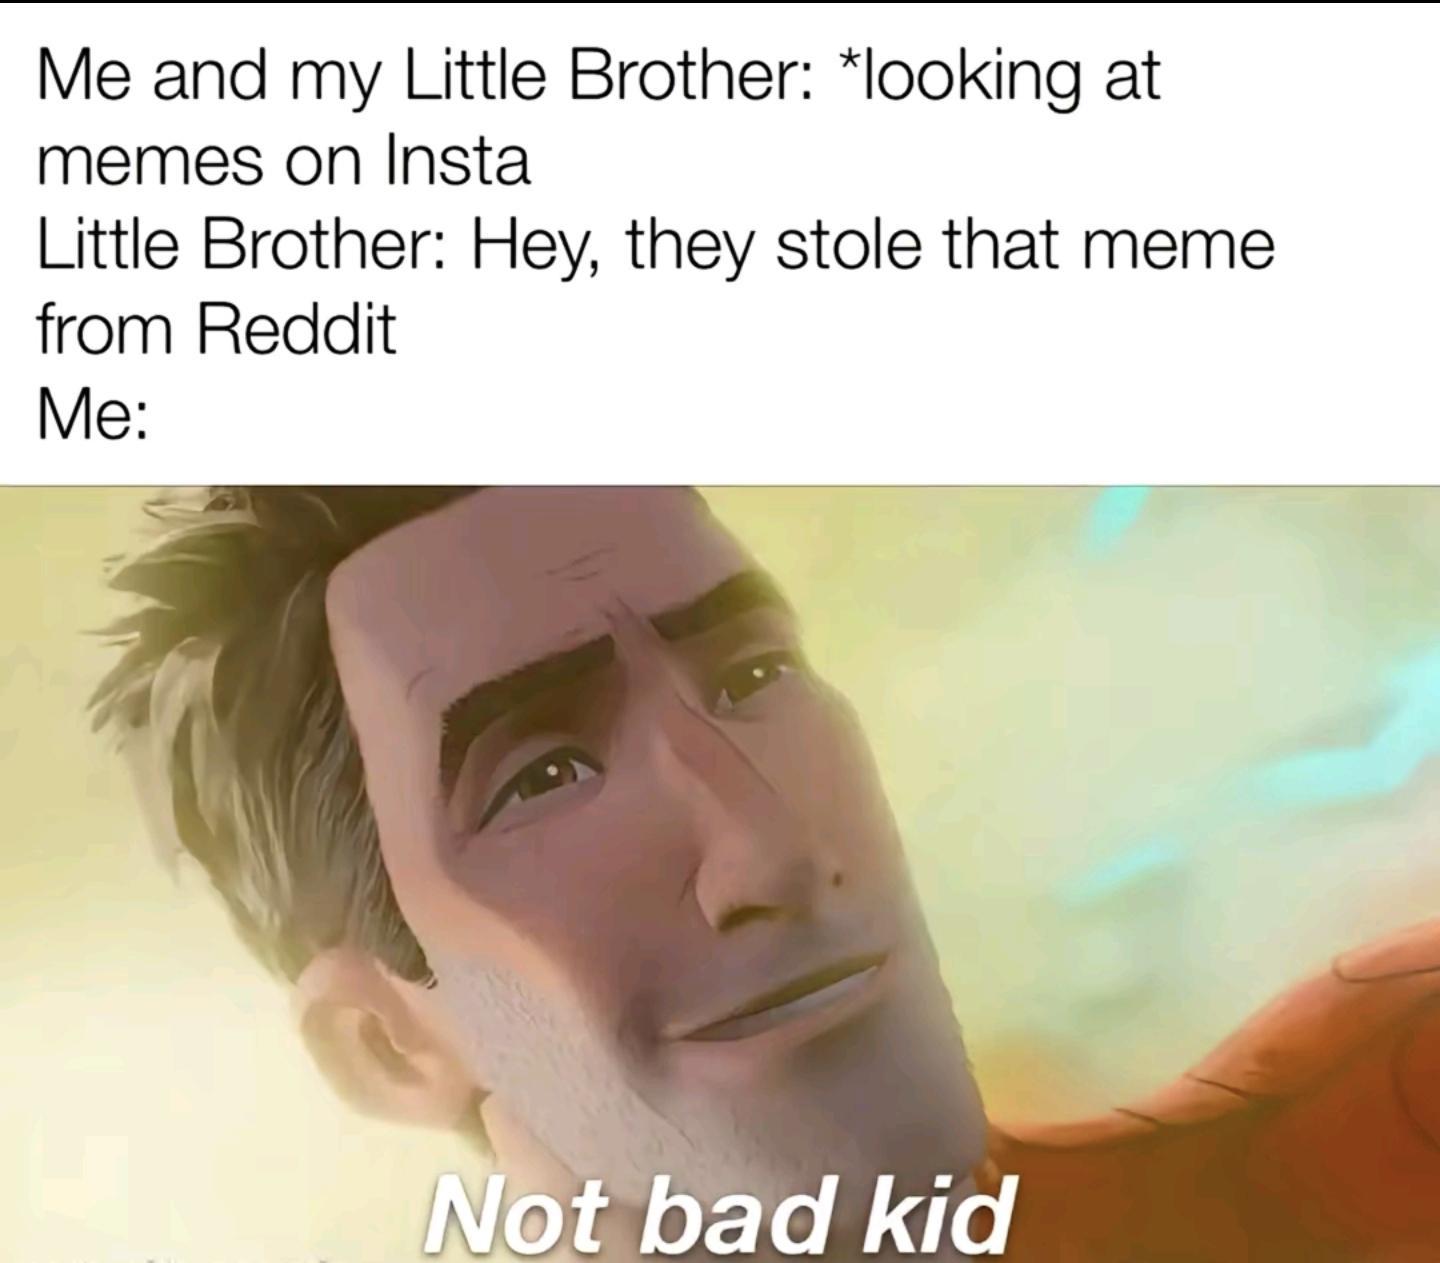 Me and my Little Brother: *looking at
memes on Insta
Little Brother: Hey, they stole that meme
from Reddit
Me:
Not bad kid